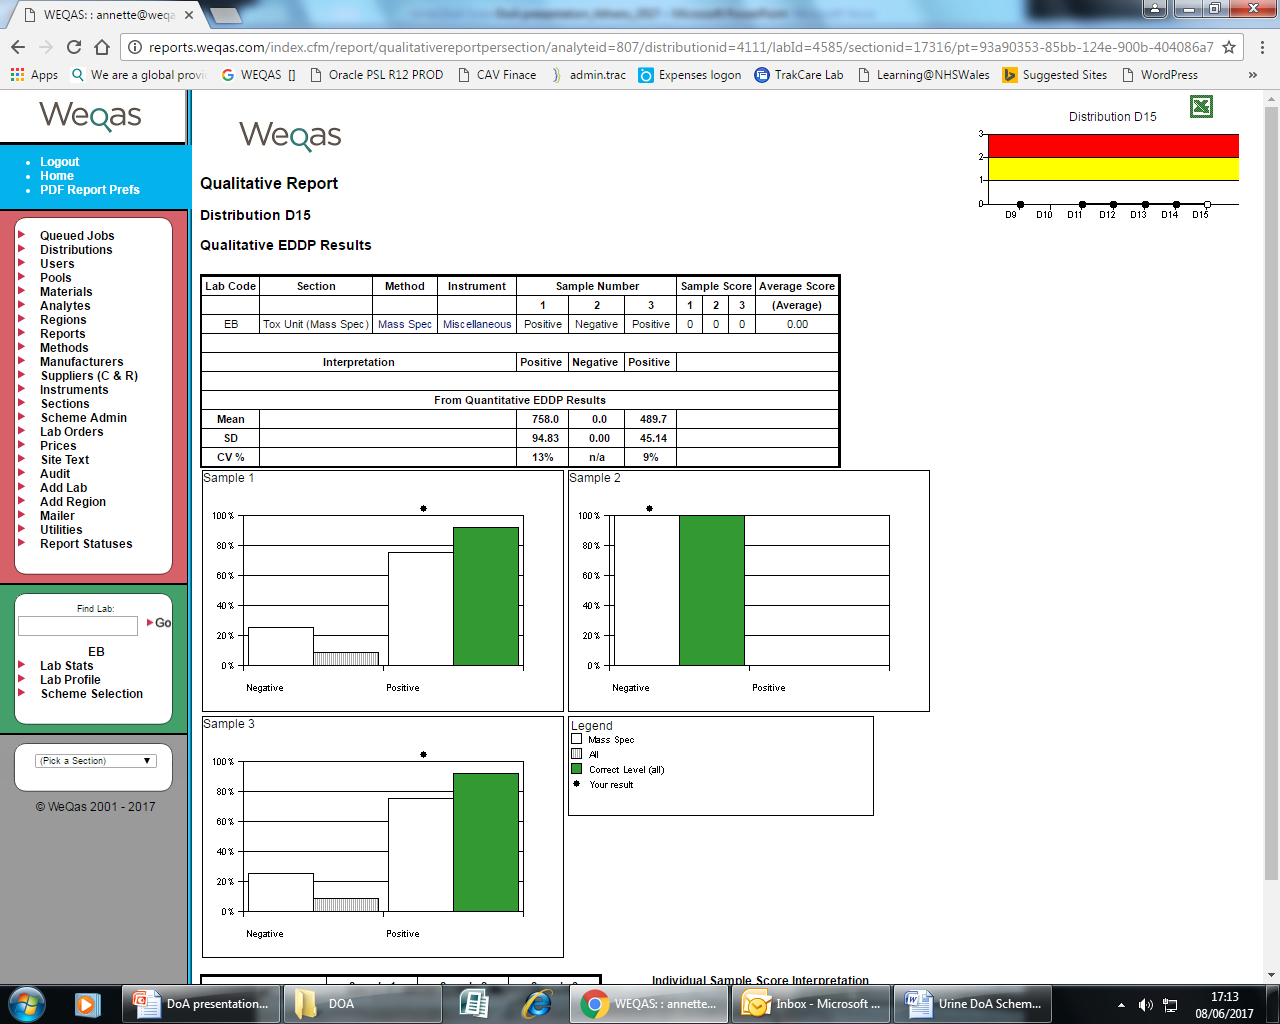 WEQAS: : annette@weqa
DoA presentation_Athens_2017 - Microsoft PowerPoint
reports.weqas.com/index.cfm/report/qualitativereportpersection/analyteid=807/distributionid=4111/labId=4585/sectionid=17316/pt=93a90353-85bb-124e-900b-404086a7
Apps We are a global provi WEQAS [] Oracle PSL R12 PROD CAV Finace admin.trac Expenses logon TrakCare Lab Learning@NHSWales Suggested Sites WordPress »
Weqas
Logout
Home
PDF Report Prefs
Queued Jobs
Distributions
Users
Pools
Materials
Analytes
Regions
Reports
Methods
Manufacturers
Suppliers (C & R)
Instruments
Sections
Scheme Admin
Lab Orders
Prices
Site Text
Audit
Add Lab
Add Region
Mailer
Utilities
Report Statuses
Find Lab:
Go
EB
Lab Stats
Lab Profile
Scheme Selection
(Pick a Section)
© WeQas 2001 - 2017
Weqas
Qualitative Report
Distribution D15
Qualitative EDDP Results
Distribution D15
3
2
1
0
D9 D10 D11 D12 D13 D14 D15
Lab Code Section Method Instrument Sample Number Sample Score Average Score
1 2 3 1 2 3 (Average)
EB Tox Unit (Mass Spec) Mass Spec Miscellaneous Positive Negative Positive 0 0 0 0.00
Interpretation Positive Negative Positive
From Quantitative EDDP Results
Mean 758.0 0.0 489.7
SD 94.83 0.00 45.14
CV % 13% n/a 9%
Sample 1
100%
80%
60%
40%
20%
0%
Negative Positive
Sample 2
100%
80%
60%
40%
20%
0%
Negative Positive
Sample 3
100%
80%
60%
40%
20%
0%
Negative Positive
Legend
Mass Spec
All
Correct Level (all)
Your result
Individual Sample Score Interpretation
DoA presentation... DOA WEQAS: : annette... Inbox - Microsoft ... Urine DoA Schem...
17:13
08/06/2017